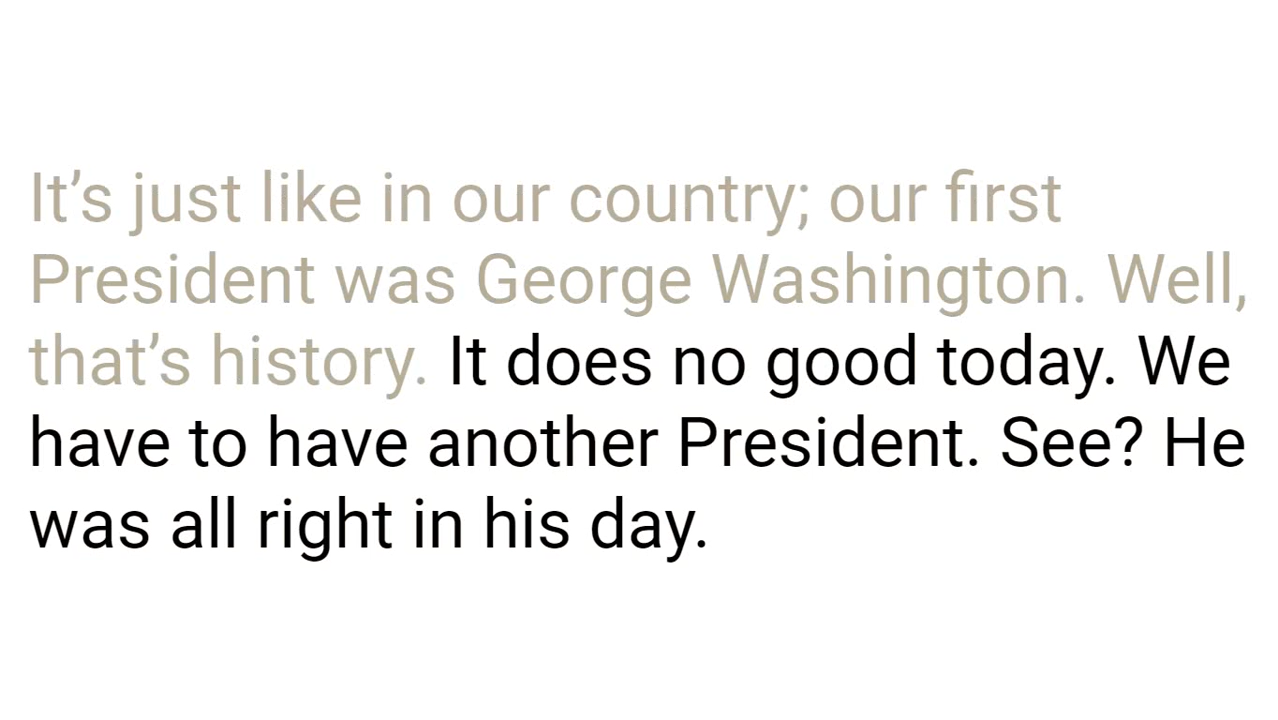 It’s just like in our country; our first
President was George Washington. Well,
that’s history. It does no good today. We
have to have another President. See? He
was all right in his day.